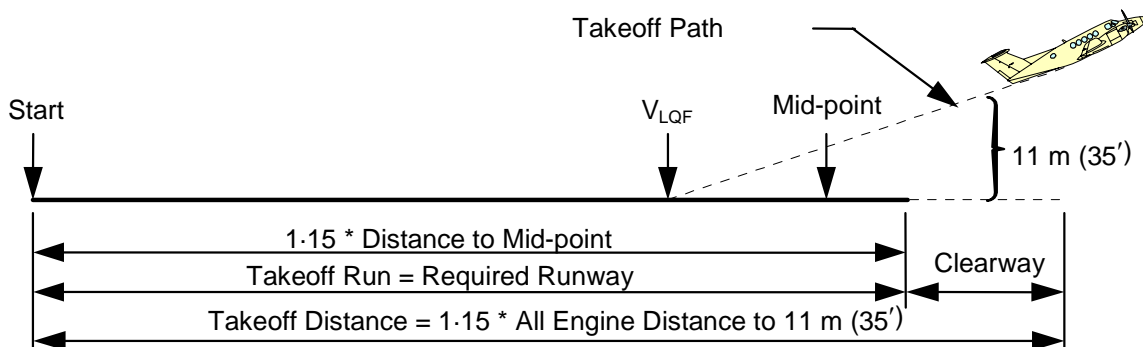 Takeoff Path
Start
VLQF
Mid-point
11 m (35′)
1·15 * Distance to Mid-point
Takeoff Run = Required Runway
Clearway
Takeoff Distance = 1·15 * All Engine Distance to 11 m (35′)